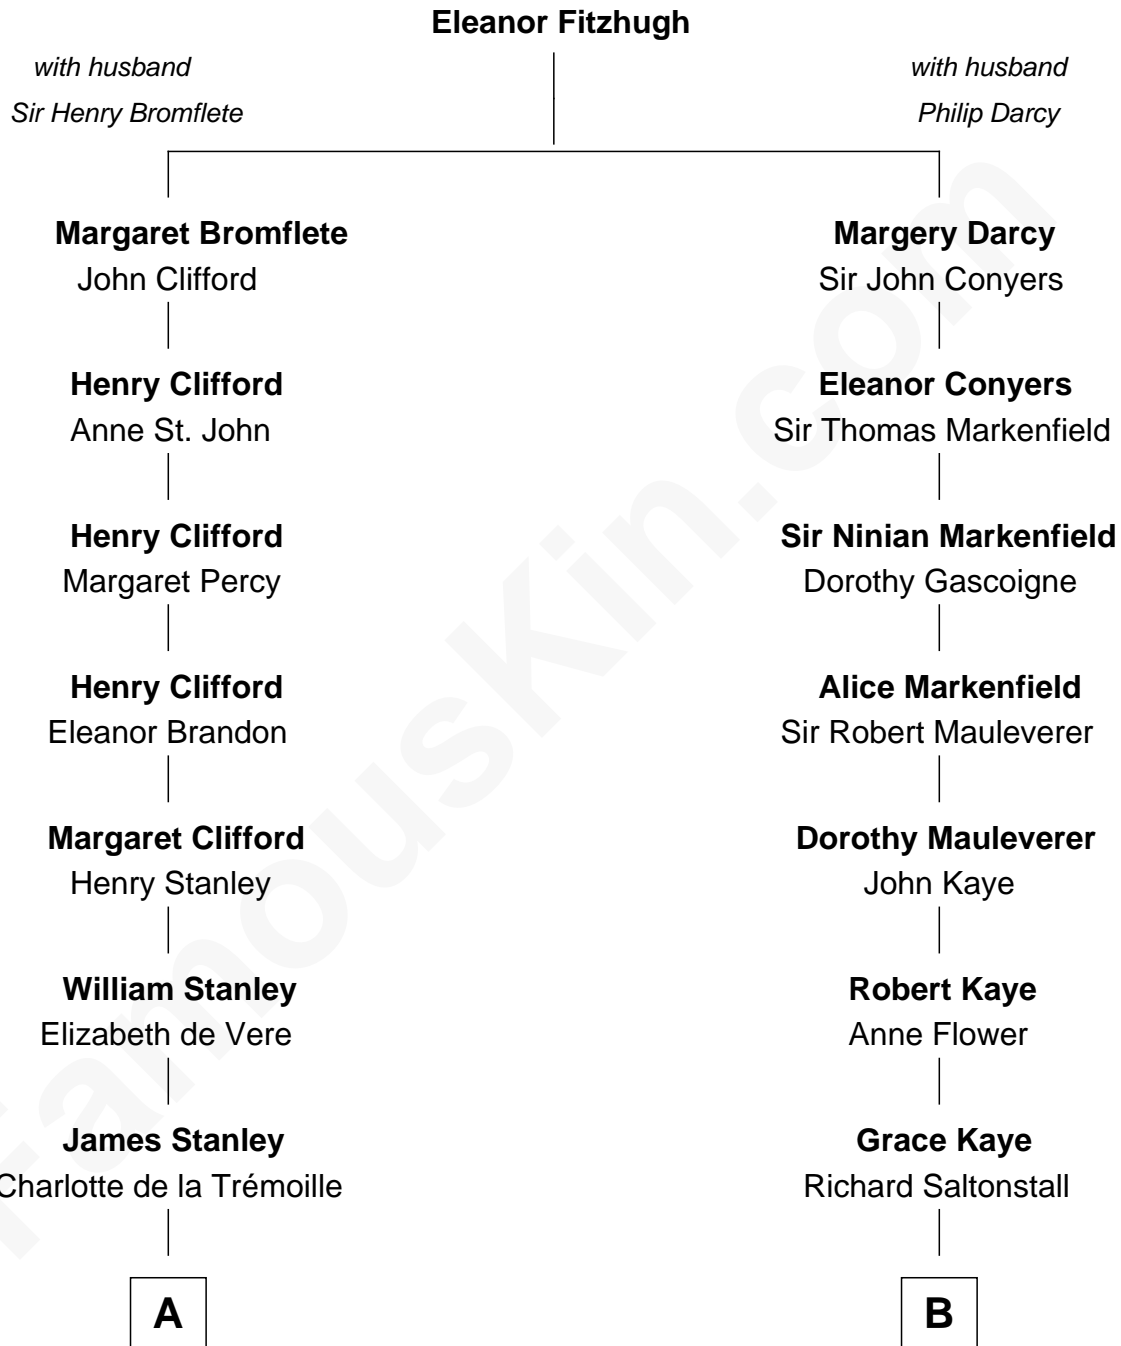 Eleanor Fitzhugh
with husband
Sir Henry Bromflete
with husband
Philip Darcy
Margaret Bromflete
John Clifford
Margery Darcy
Sir John Conyers
Henry Clifford
Anne St. John
Eleanor Conyers
Sir Thomas Markenfield
Henry Clifford
Margaret Percy
Sir Ninian Markenfield
Dorothy Gascoigne
Henry Clifford
Eleanor Brandon
Alice Markenfield
Sir Robert Mauleverer
Margaret Clifford
Henry Stanley
Dorothy Mauleverer
John Kaye
William Stanley
Elizabeth de Vere
Robert Kaye
Anne Flower
James Stanley
Charlotte de la Trémoille
Grace Kaye
Richard Saltonstall
A
B
FamousKin.com